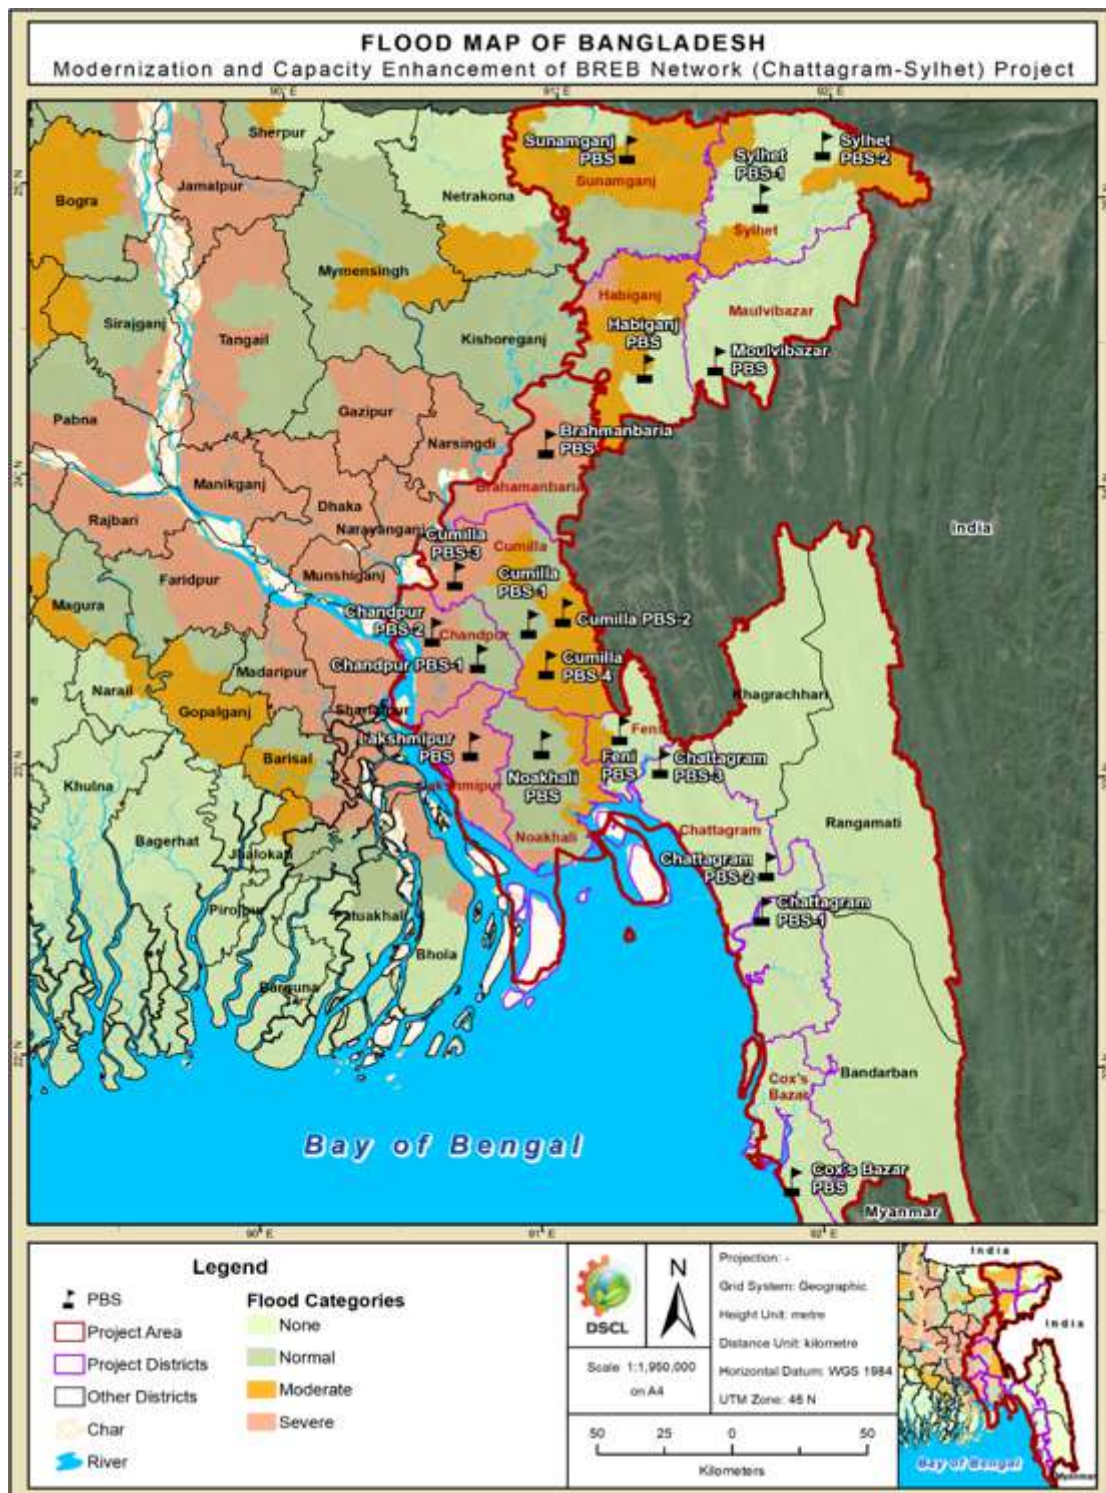 FLOOD MAP OF BANGLADESH
Modernization and Capacity Enhancement of BREB Network (Chattagram-Sylhet) Project
90° E
91° E
92° E
Sherpur
Sunamganj
PBS
Sylhet
PBS-2
Sylhet
PBS-1
Jamalpur
Sunamganj
Netrakona
Bogra
Sylhet
Mymensingh
Habiganj
Maulvibazar
Sirajganj
Tangail
Kishoreganj
Habiganj
PBS
Moulvibazar
PBS
Gazipur
Pabna
Narsingdi
Brahmanbaria
PBS
Manikganj
Brahamanbaria
Dhaka
Rajbari
Narayanganj
India
Cumilla
PBS-3
Cumilla
Munshiganj
Faridpur
Cumilla
PBS-1
Magura
Chandpur
PBS-2
Chandpur
Cumilla PBS-2
Chandpur PBS-1
Cumilla
PBS-4
Madaripur
Narail
Khagrachhari
Gopalganj
Shariatpur
Feni
Lakshmipur
PBS
Barisal
Feni
PBS
Chattagram
PBS-3
Noakhali
PBS
Khulna
Lakshmipur
Rangamati
Bagerhat
Noakhali
Chattagram
Jhalokati
Chattagram
PBS-2
Pirojpur
Chattagram
PBS-1
Patuakhali
Bhola
Barguna
Cox's
Bazar
Bandarban
Bay of Bengal
Cox's Bazar
PBS
Myanmar
90° E
91° E
92° E
Legend
PBS
Project Area
Project Districts
Other Districts
Char
River
Flood Categories
None
Normal
Moderate
Severe
DSCL
N
Scale 1:1,950,000
on A4
Projection: -
Grid System: Geographic
Height Unit: metre
Distance Unit: kilometre
Horizontal Datum: WGS 1984
UTM Zone: 46 N
50 25 0 50
Kilometers
India
India
Bay of Bengal
Myanmar